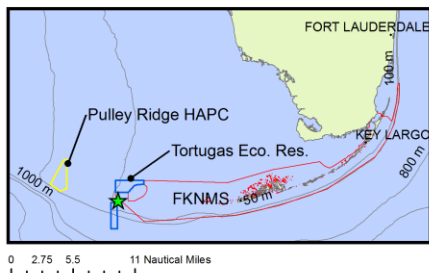 FORT LAUDERDALE
100 m
Pulley Ridge HAPC
KEY LARGO
Tortugas Eco. Res.
800 m
1000 m
FKNMS
50 m
0 2.75 5.5 11 Nautical Miles